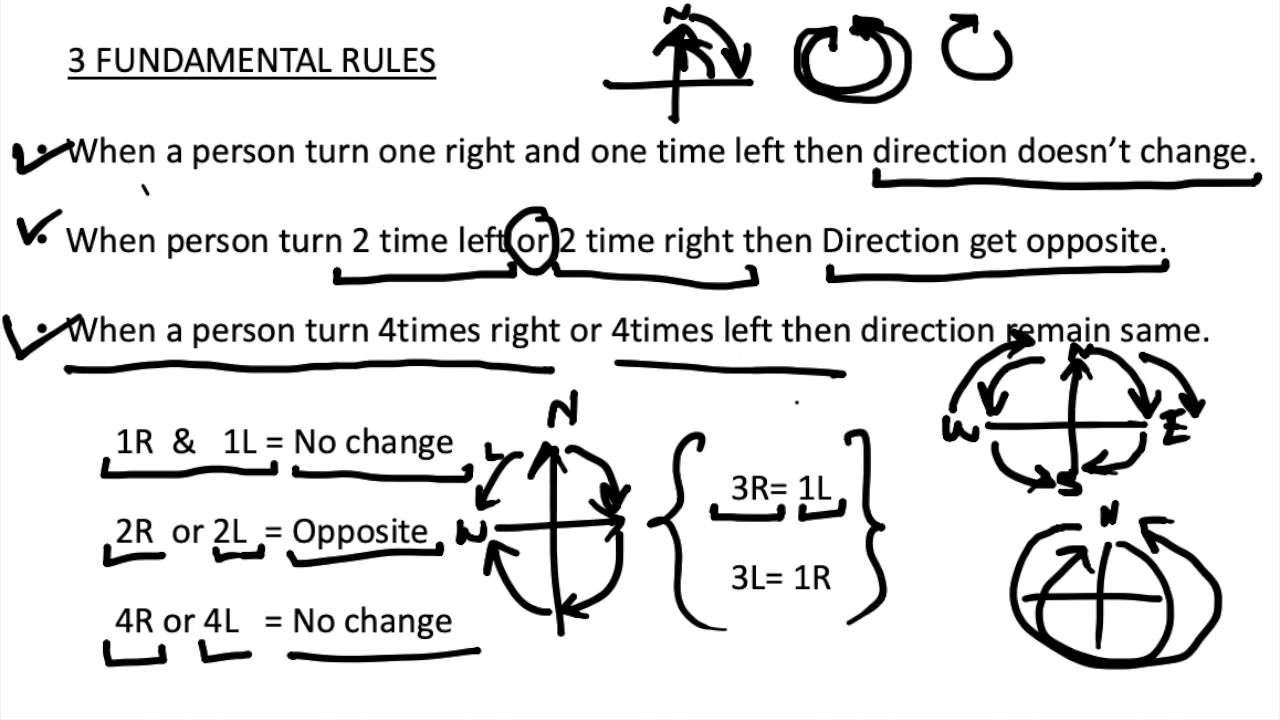 3 FUNDAMENTAL RULES
N
• When a person turn one right and one time left then direction doesn't change.
• When person turn 2 time left or 2 time right then Direction get opposite.
• When a person turn 4times right or 4times left then direction remain same.
N
W E
S
N
1R & 1L = No change
L
3R= 1L
2R or 2L = Opposite
W
N
3L= 1R
4R or 4L = No change